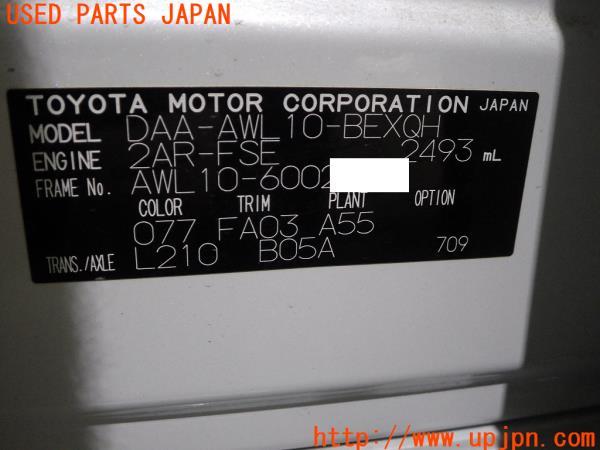 USED PARTS JAPAN
TOYOTA MOTOR CORPORATION JAPAN
MODEL DAA-AWL10-BEXQH
ENGINE 2AR-FSE 2493 mL
FRAME No. AWL10-6002
COLOR TRIM PLANT OPTION
077 FA03 A55
TRANS./AXLE L210 B05A 709
http://www.upjpn.com/